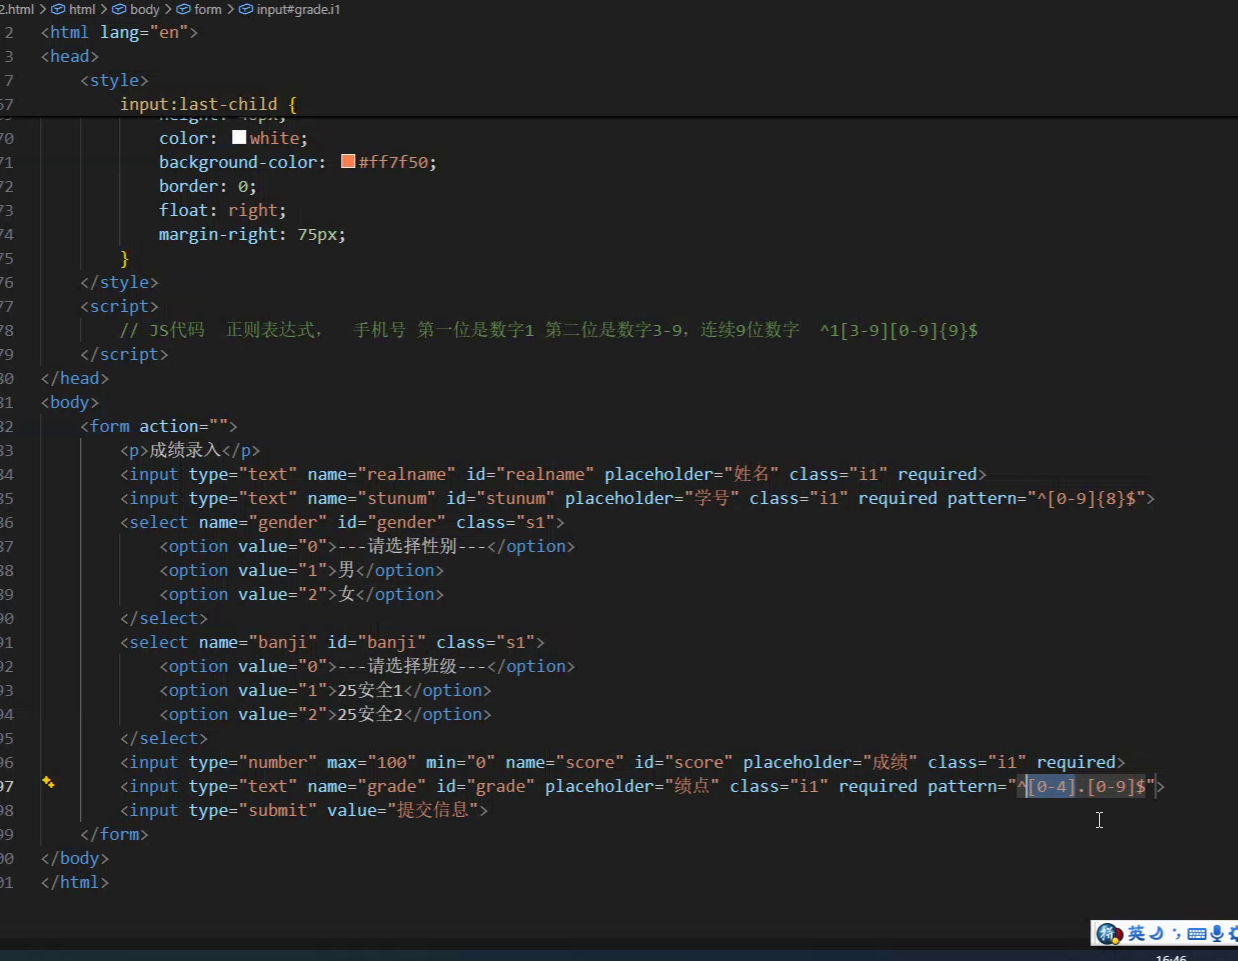 2.html > html > body > form > input#grade.i1
2 <html lang="en">
3 <head>
7 <style>
57 input:last-child {
70 color: white;
71 background-color: #ff7f50;
72 border: 0;
73 float: right;
74 margin-right: 75px;
75 }
76 </style>
77 <script>
78 // JS代码 正则表达式， 手机号 第一位是数字1 第二位是数字3-9，连续9位数字 ^1[3-9][0-9]{9}$
79 </script>
80 </head>
81 <body>
82 <form action="">
83 <p>成绩录入</p>
84 <input type="text" name="realname" id="realname" placeholder="姓名" class="i1" required>
85 <input type="text" name="stunum" id="stunum" placeholder="学号" class="i1" required pattern="^[0-9]{8}$">
86 <select name="gender" id="gender" class="s1">
87 <option value="0">---请选择性别---</option>
88 <option value="1">男</option>
89 <option value="2">女</option>
90 </select>
91 <select name="banji" id="banji" class="s1">
92 <option value="0">---请选择班级---</option>
93 <option value="1">25安全1</option>
94 <option value="2">25安全2</option>
95 </select>
96 <input type="number" max="100" min="0" name="score" id="score" placeholder="成绩" class="i1" required>
97 <input type="text" name="grade" id="grade" placeholder="绩点" class="i1" required pattern="^[0-4].[0-9]$">
98 <input type="submit" value="提交信息">
99 </form>
00 </body>
01 </html>
英
16:46